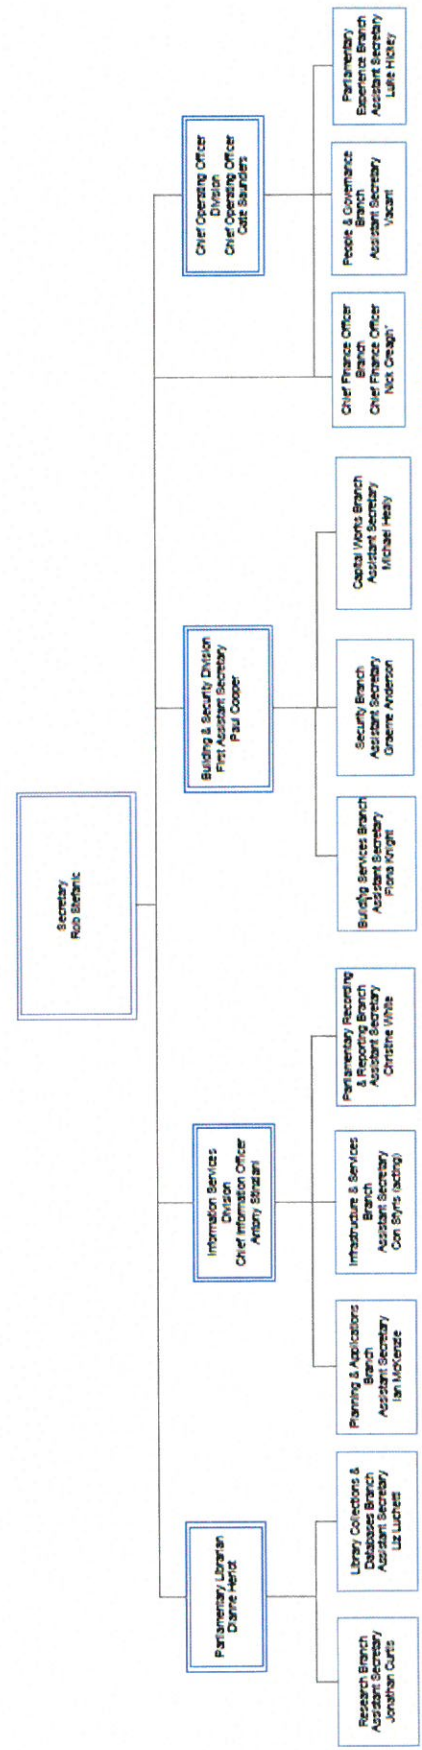 Secretary
Rob Stefanic
Parliamentary Librarian
Dianne Heriot
Information Services
Division
Chief Information Officer
Antony Stinziani
Building & Security Division
First Assistant Secretary
Paul Cooper
Chief Operating Officer
Division
Chief Operating Officer
Cate Saunders
Research Branch
Assistant Secretary
Jonathan Curtis
Library Collections &
Databases Branch
Assistant Secretary
Liz Luchetti
Planning & Applications
Branch
Assistant Secretary
Ian McKenzie
Infrastructure & Services
Branch
Assistant Secretary
Con Styrts (acting)
Parliamentary Recording
& Reporting Branch
Assistant Secretary
Christine White
Building Services Branch
Assistant Secretary
Fiona Knight
Security Branch
Assistant Secretary
Graeme Anderson
Capital Works Branch
Assistant Secretary
Michael Healy
Chief Finance Officer
Branch
Chief Finance Officer
Nick Creagh*
People & Governance
Branch
Assistant Secretary
Vacant
Parliamentary
Experience Branch
Assistant Secretary
Luke Hickey